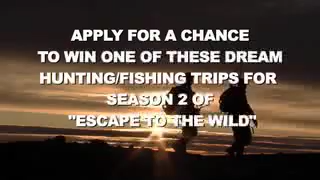 APPLY FOR A CHANCE
TO WIN ONE OF THESE DREAM
HUNTING/FISHING TRIPS FOR
SEASON 2 OF
"ESCAPE TO THE WILD"